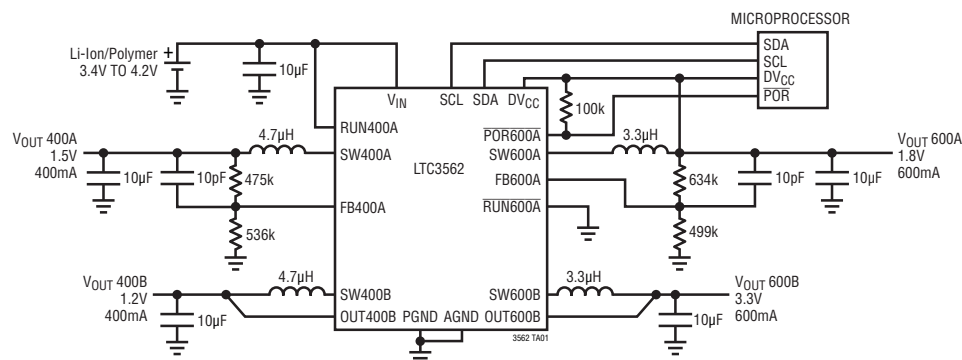 MICROPROCESSOR
SDA
SCL
DVCC
POR
Li-Ion/Polymer +
3.4V TO 4.2V
10µF
VIN
SCL
SDA
DVCC
100k
RUN400A
POR600A
VOUT 400A
1.5V
400mA
4.7µH
SW400A
LTC3562
SW600A
3.3µH
VOUT 600A
1.8V
600mA
10µF
10pF
475k
FB600A
634k
10pF
10µF
FB400A
RUN600A
536k
499k
VOUT 400B
1.2V
400mA
4.7µH
SW400B
SW600B
3.3µH
VOUT 600B
3.3V
600mA
10µF
OUT400B
PGND
AGND
OUT600B
10µF
3562 TA01